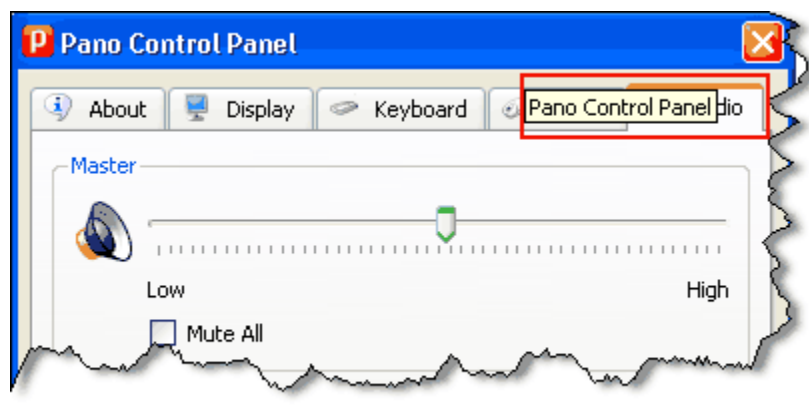 P Pano Control Panel
About Display Keyboard Pano Control Panel dio
Master
Low High
Mute All